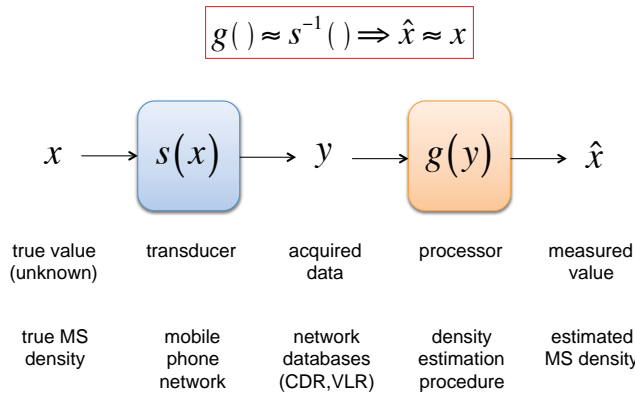 g( ) ≈ s⁻¹( ) ⇒ x̂ ≈ x
x s(x) y g(y) x̂
true value transducer acquired processor measured
(unknown) data value
true MS mobile network density estimated
density phone databases estimation MS density
network (CDR,VLR) procedure